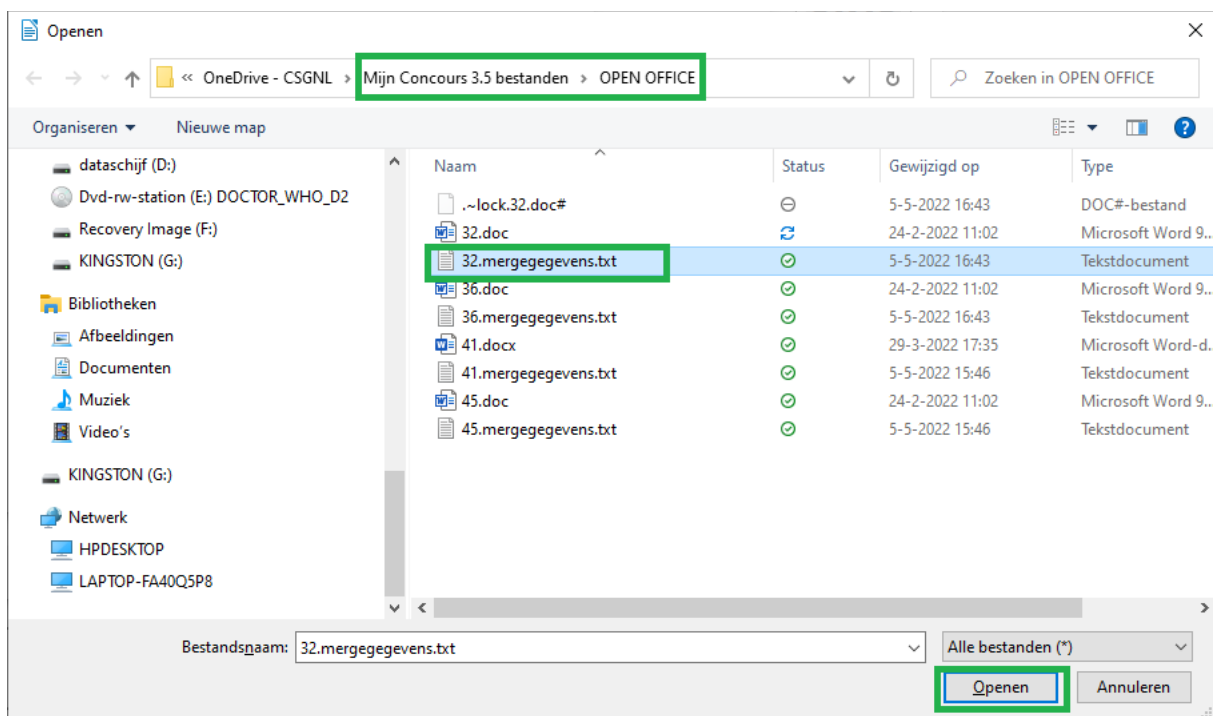 Openen
« OneDrive - CSGNL > Mijn Concours 3.5 bestanden > OPEN OFFICE
Zoeken in OPEN OFFICE
Organiseren Nieuwe map
dataschijf (D:)
Dvd-rw-station (E:) DOCTOR_WHO_D2
Recovery Image (F:)
KINGSTON (G:)
Bibliotheken
Afbeeldingen
Documenten
Muziek
Video's
KINGSTON (G:)
Netwerk
HPDESKTOP
LAPTOP-FA40Q5P8
Naam Status Gewijzigd op Type
.~lock.32.doc# 5-5-2022 16:43 DOC#-bestand
32.doc 24-2-2022 11:02 Microsoft Word 9...
32.mergegegevens.txt 5-5-2022 16:43 Tekstdocument
36.doc 24-2-2022 11:02 Microsoft Word 9...
36.mergegegevens.txt 5-5-2022 16:43 Tekstdocument
41.docx 29-3-2022 17:35 Microsoft Word-d...
41.mergegegevens.txt 5-5-2022 15:46 Tekstdocument
45.doc 24-2-2022 11:02 Microsoft Word 9...
45.mergegegevens.txt 5-5-2022 15:46 Tekstdocument
Bestandsnaam: 32.mergegegevens.txt Alle bestanden (*)
Openen Annuleren